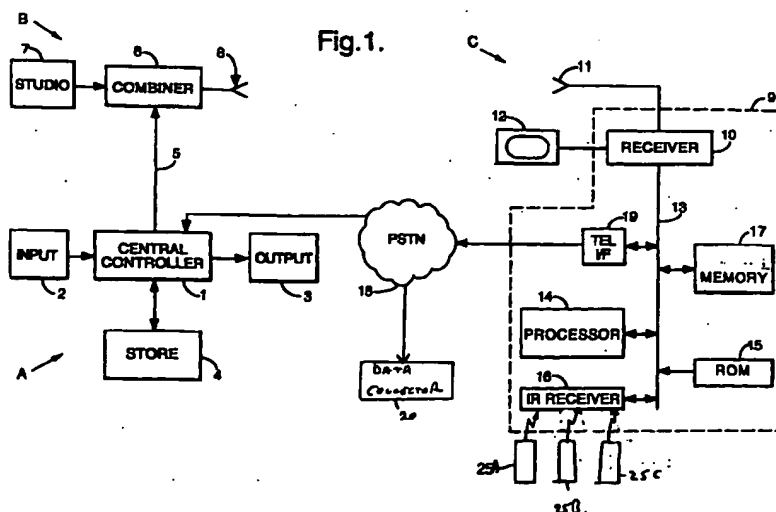 Fig.1.
B
7
STUDIO
6
COMBINER
8
5
INPUT
2
CENTRAL
CONTROLLER
1
OUTPUT
3
STORE
4
A
PSTN
18
DATA
COLLECTOR
20
C
11
9
12
RECEIVER
10
13
19
TEL
I/F
17
MEMORY
14
PROCESSOR
15
ROM
16
IR RECEIVER
25A
25B.
25C